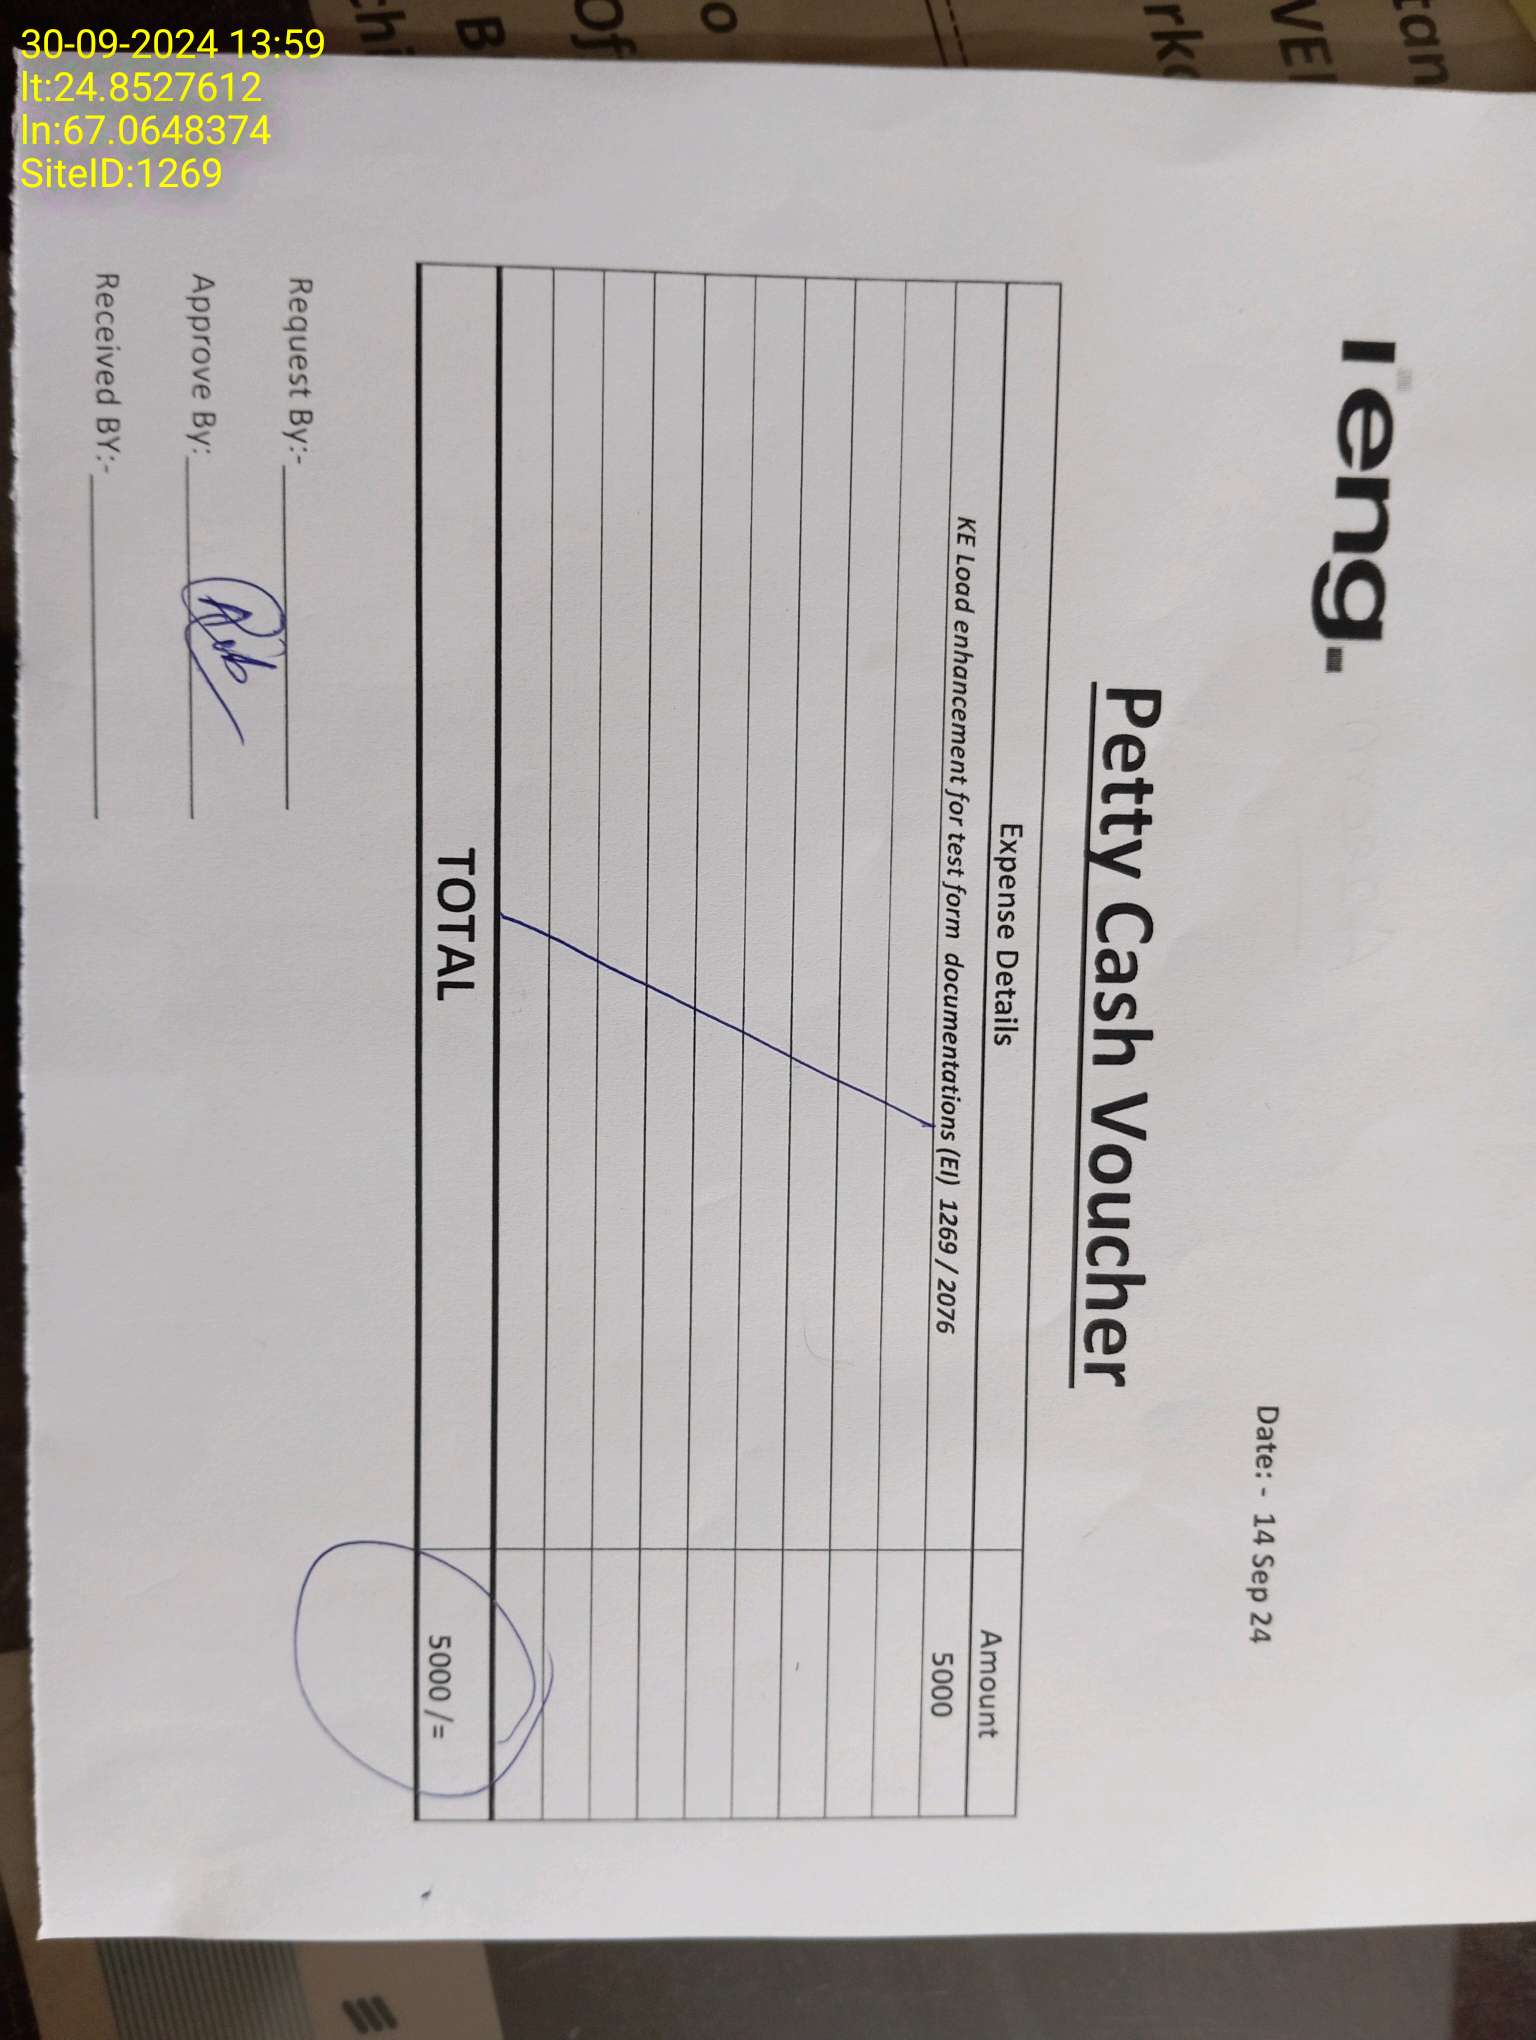 30-09-2024 13:59
lt:24.8527612
ln:67.0648374
SiteID:1269
Teng.
Date: - 14 Sep 24
Petty Cash Voucher
Expense Details Amount
KE Load enhancement for test form documentations (EI) 1269 / 2076 5000
-
TOTAL 5000 /=
Request By:-
Approve By:
Received BY:-